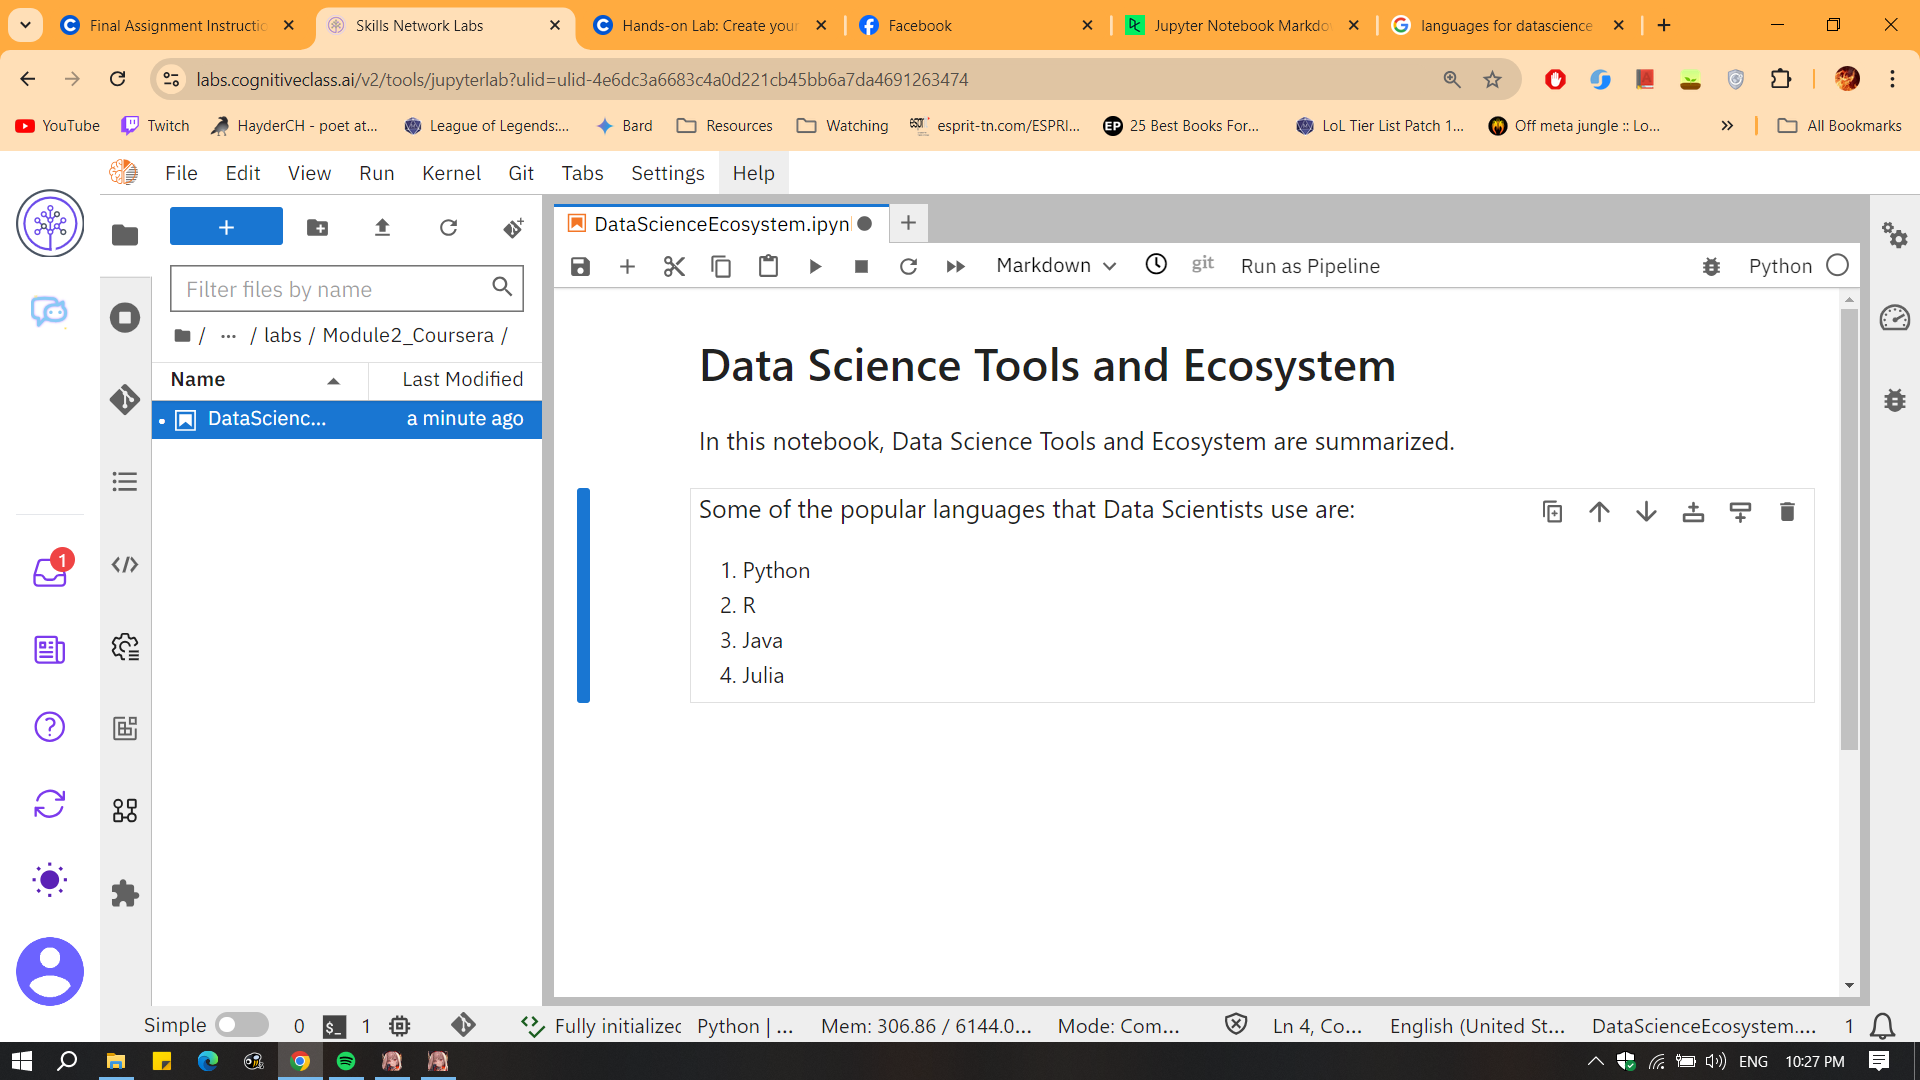 Final Assignment Instructio
Skills Network Labs
Hands-on Lab: Create your
Facebook
Jupyter Notebook Markdo
languages for datascience
labs.cognitiveclass.ai/v2/tools/jupyterlab?ulid=ulid-4e6dc3a6683c4a0d221cb45bb6a7da4691263474
YouTube
Twitch
HayderCH - poet at...
League of Legends:...
Bard
Resources
Watching
esprit-tn.com/ESPRI...
EP
25 Best Books For...
LoL Tier List Patch 1...
Off meta jungle :: Lo...
All Bookmarks
File
Edit
View
Run
Kernel
Git
Tabs
Settings
Help
DataScienceEcosystem.ipyn
Markdown
git
Run as Pipeline
Python
Filter files by name
/ ... / labs / Module2_Coursera /
Name
Last Modified
DataScienc...
a minute ago
Data Science Tools and Ecosystem
In this notebook, Data Science Tools and Ecosystem are summarized.
Some of the popular languages that Data Scientists use are:
1. Python
2. R
3. Java
4. Julia
1
Simple
0
$_
1
Fully initialized
Python | ...
Mem: 306.86 / 6144.0...
Mode: Com...
Ln 4, Co...
English (United St...
DataScienceEcosystem....
1
ENG
10:27 PM